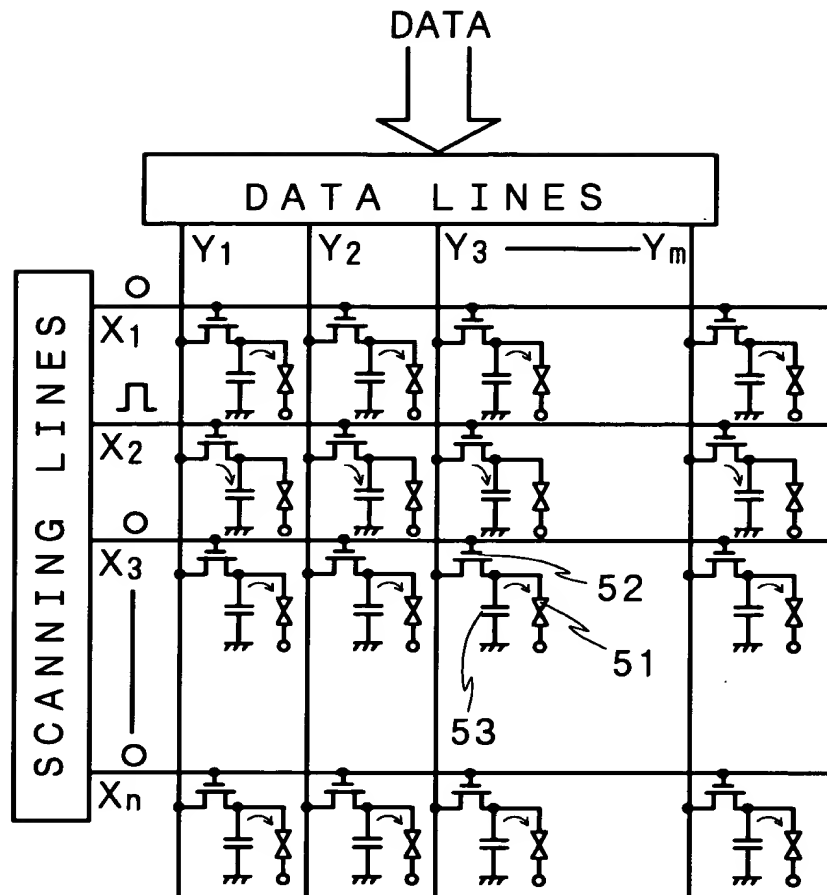 DATA
DATA LINES
Y1 Y2 Y3 Ym
SCANNING LINES
X1
X2
X3
Xn
52
51
53